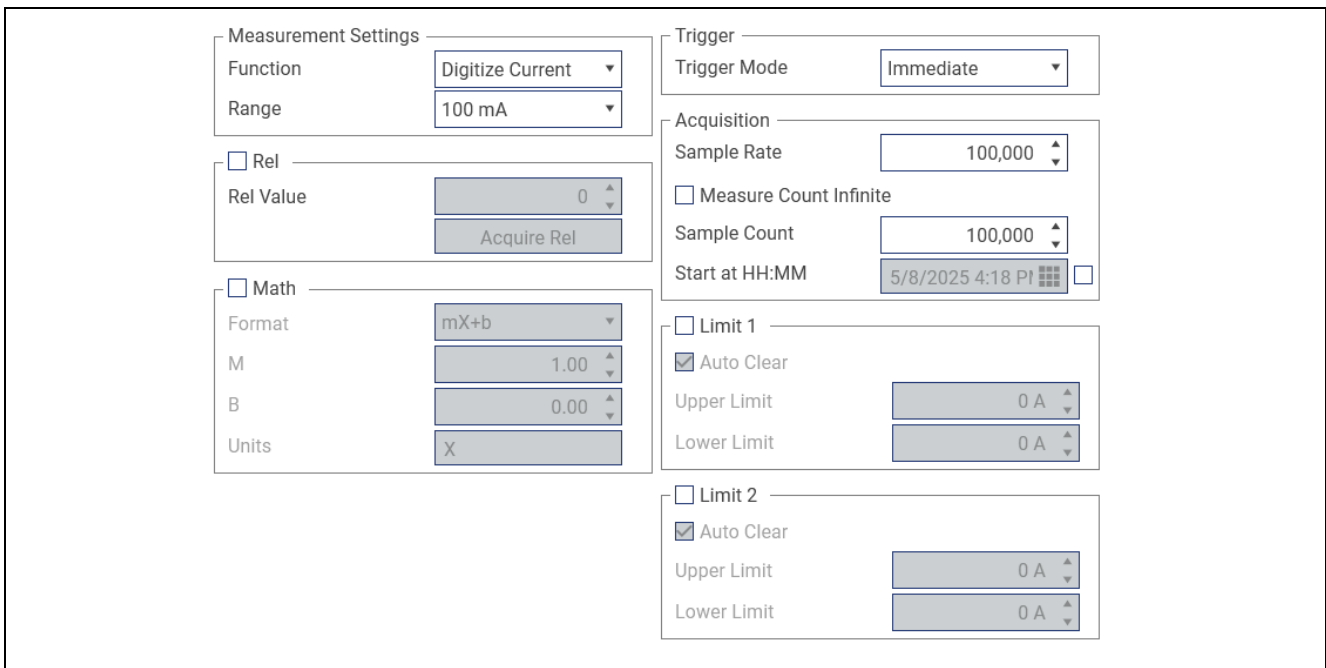 Measurement Settings
Function Digitize Current
Range 100 mA
Rel
Rel Value 0
Acquire Rel
Math
Format mX+b
M 1.00
B 0.00
Units X
Trigger
Trigger Mode Immediate
Acquisition
Sample Rate 100,000
Measure Count Infinite
Sample Count 100,000
Start at HH:MM 5/8/2025 4:18
Limit 1
Auto Clear
Upper Limit 0 A
Lower Limit 0 A
Limit 2
Auto Clear
Upper Limit 0 A
Lower Limit 0 A